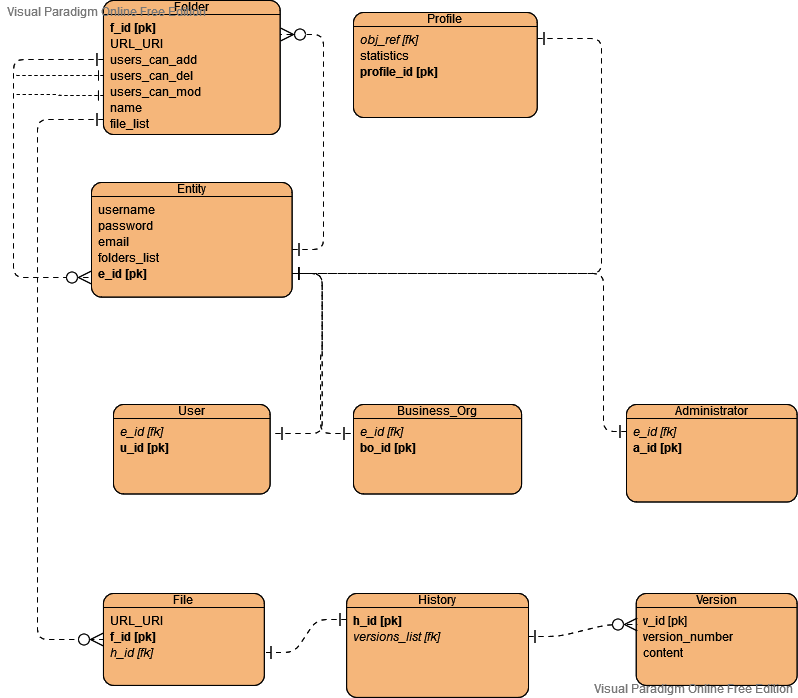 Visual Paradigm Online Free Edition
Folder
f_id [pk]
URL_URI
users_can_add
users_can_del
users_can_mod
name
file_list
Profile
obj_ref [fk]
statistics
profile_id [pk]
Entity
username
password
email
folders_list
e_id [pk]
User
e_id [fk]
u_id [pk]
Business_Org
e_id [fk]
bo_id [pk]
Administrator
e_id [fk]
a_id [pk]
File
URL_URI
f_id [pk]
h_id [fk]
History
h_id [pk]
versions_list [fk]
Version
v_id [pk]
version_number
content
Visual Paradigm Online Free Edition